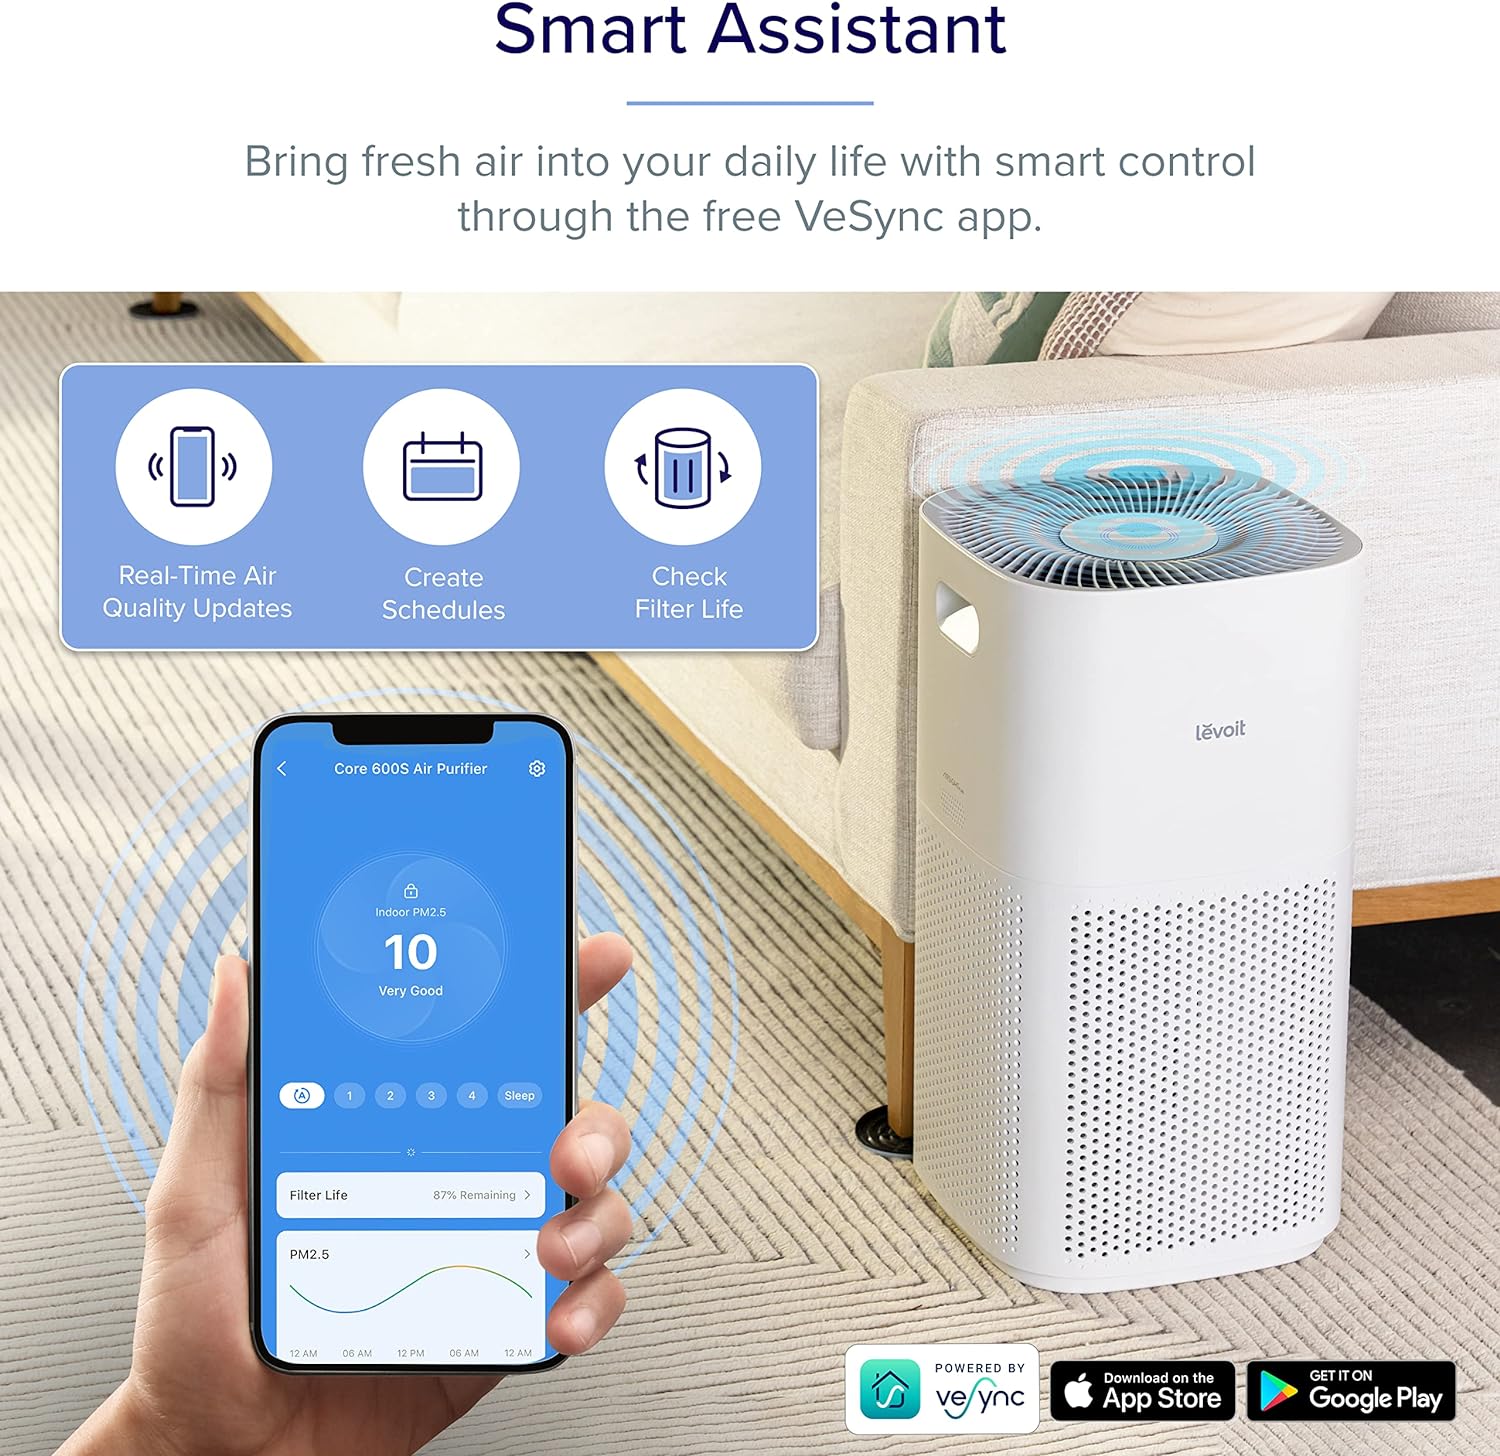 Smart Assistant
Bring fresh air into your daily life with smart control
through the free VeSync app.
Real-Time Air
Quality Updates
Create
Schedules
Check
Filter Life
lěvoit
Core 600S Air Purifier
Indoor PM2.5
10
Very Good
A 1 2 3 4 Sleep
Filter Life 87% Remaining
PM2.5
12 AM 06 AM 12 PM 06 AM 12 AM
POWERED BY
vesync
Download on the
App Store
GET IT ON
Google Play